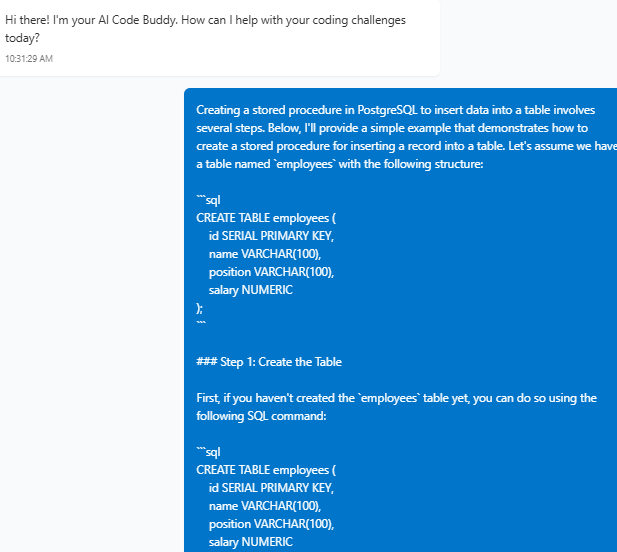 Hi there! I'm your AI Code Buddy. How can I help with your coding challenges
today?
10:31:29 AM
Creating a stored procedure in PostgreSQL to insert data into a table involves
several steps. Below, I'll provide a simple example that demonstrates how to
create a stored procedure for inserting a record into a table. Let's assume we have
a table named `employees` with the following structure:
```sql
CREATE TABLE employees (
    id SERIAL PRIMARY KEY,
    name VARCHAR(100),
    position VARCHAR(100),
    salary NUMERIC
);
```
### Step 1: Create the Table
First, if you haven't created the `employees` table yet, you can do so using the
following SQL command:
```sql
CREATE TABLE employees (
    id SERIAL PRIMARY KEY,
    name VARCHAR(100),
    position VARCHAR(100),
    salary NUMERIC